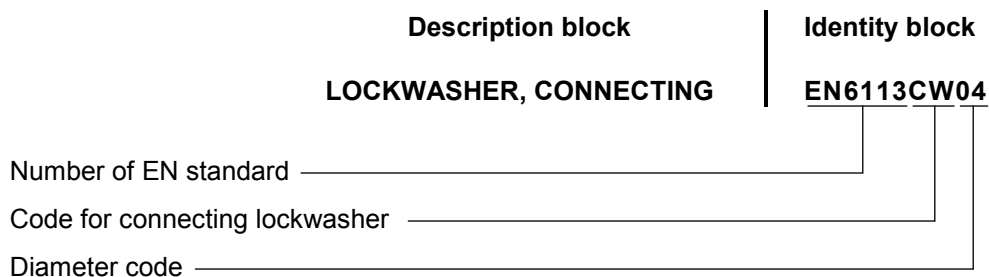 Description block Identity block
LOCKWASHER, CONNECTING EN6113CW04
Number of EN standard
Code for connecting lockwasher
Diameter code